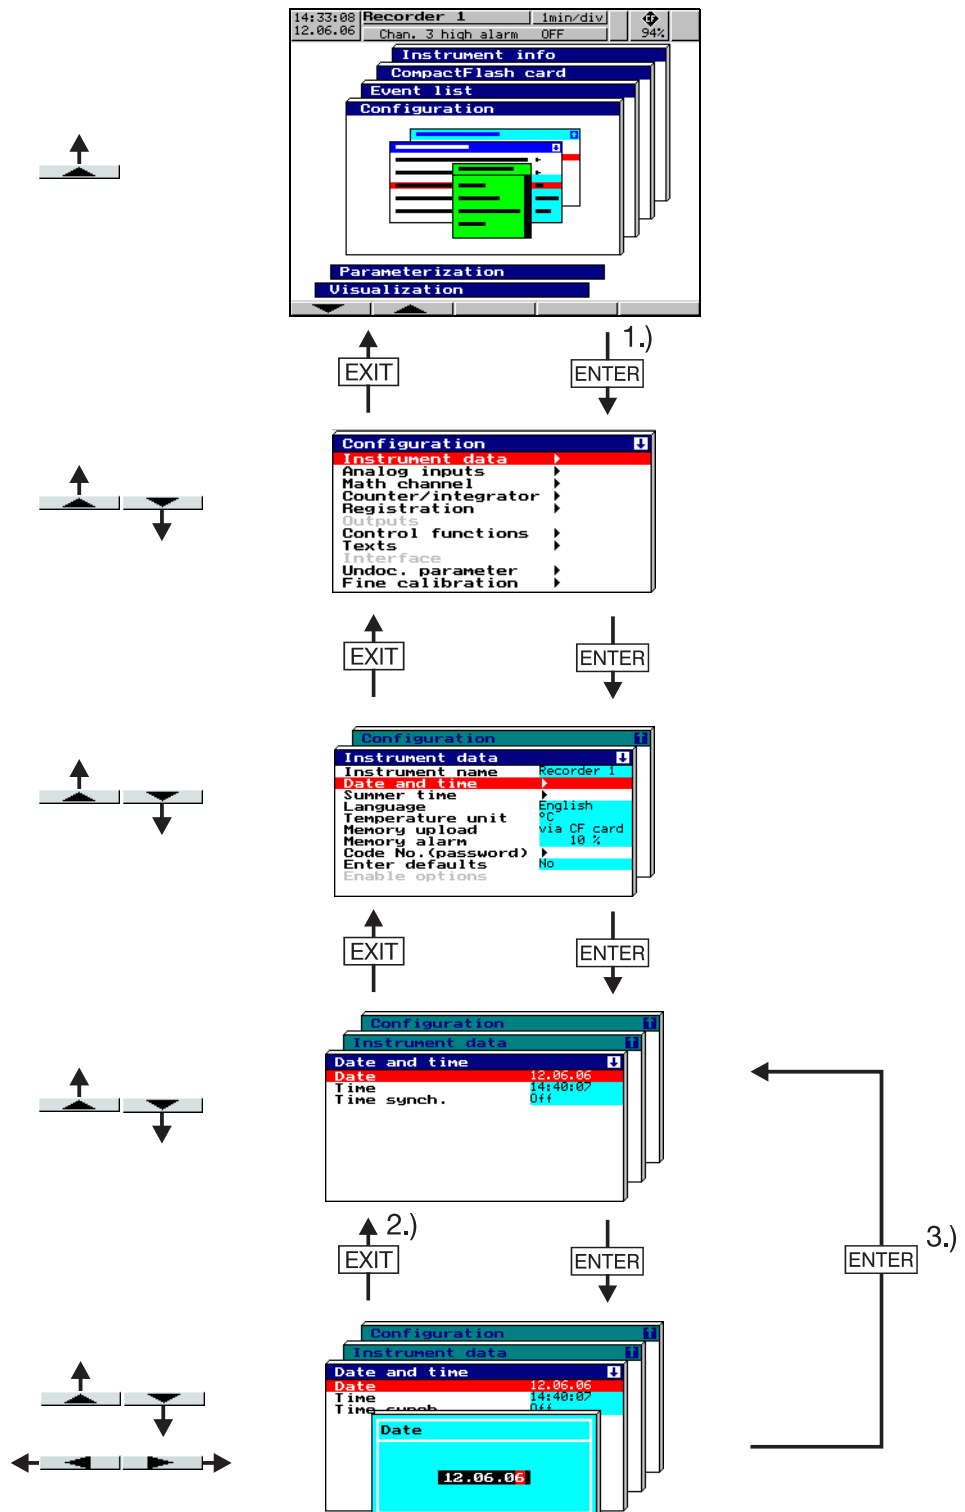 14:33:08 Recorder 1 1min/div CF
12.06.06 Chan. 3 high alarm OFF 94%
Instrument info
CompactFlash card
Event list
Configuration
Parameterization
Visualization
1.)
EXIT ENTER
Configuration
Instrument data
Analog inputs
Math channel
Counter/integrator
Registration
Outputs
Control functions
Texts
Interface
Undoc. parameter
Fine calibration
EXIT ENTER
Configuration
Instrument data
Instrument name Recorder 1
Date and time
Summer time
Language English
Temperature unit °C
Memory upload via CF card
Memory alarm 10 %
Code No.(password)
Enter defaults No
Enable options
EXIT ENTER
Configuration
Instrument data
Date and time
Date 12.06.06
Time 14:40:07
Time synch. Off
2.)
EXIT ENTER
ENTER 3.)
Configuration
Instrument data
Date and time
Date 12.06.06
Time 14:40:07
Time synch. Off
Date
12.06.06